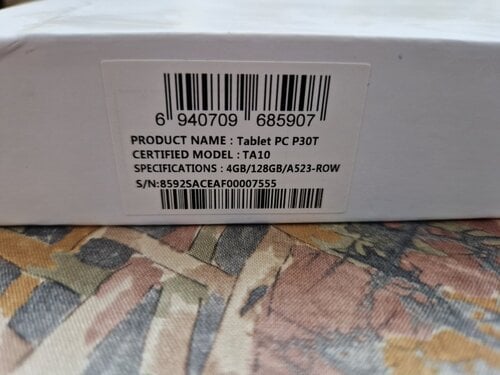 6 940709 685907
PRODUCT NAME : Tablet PC P30T
CERTIFIED MODEL : TA10
SPECIFICATIONS : 4GB/128GB/A523-ROW
S/N:8592SACEAF00007555